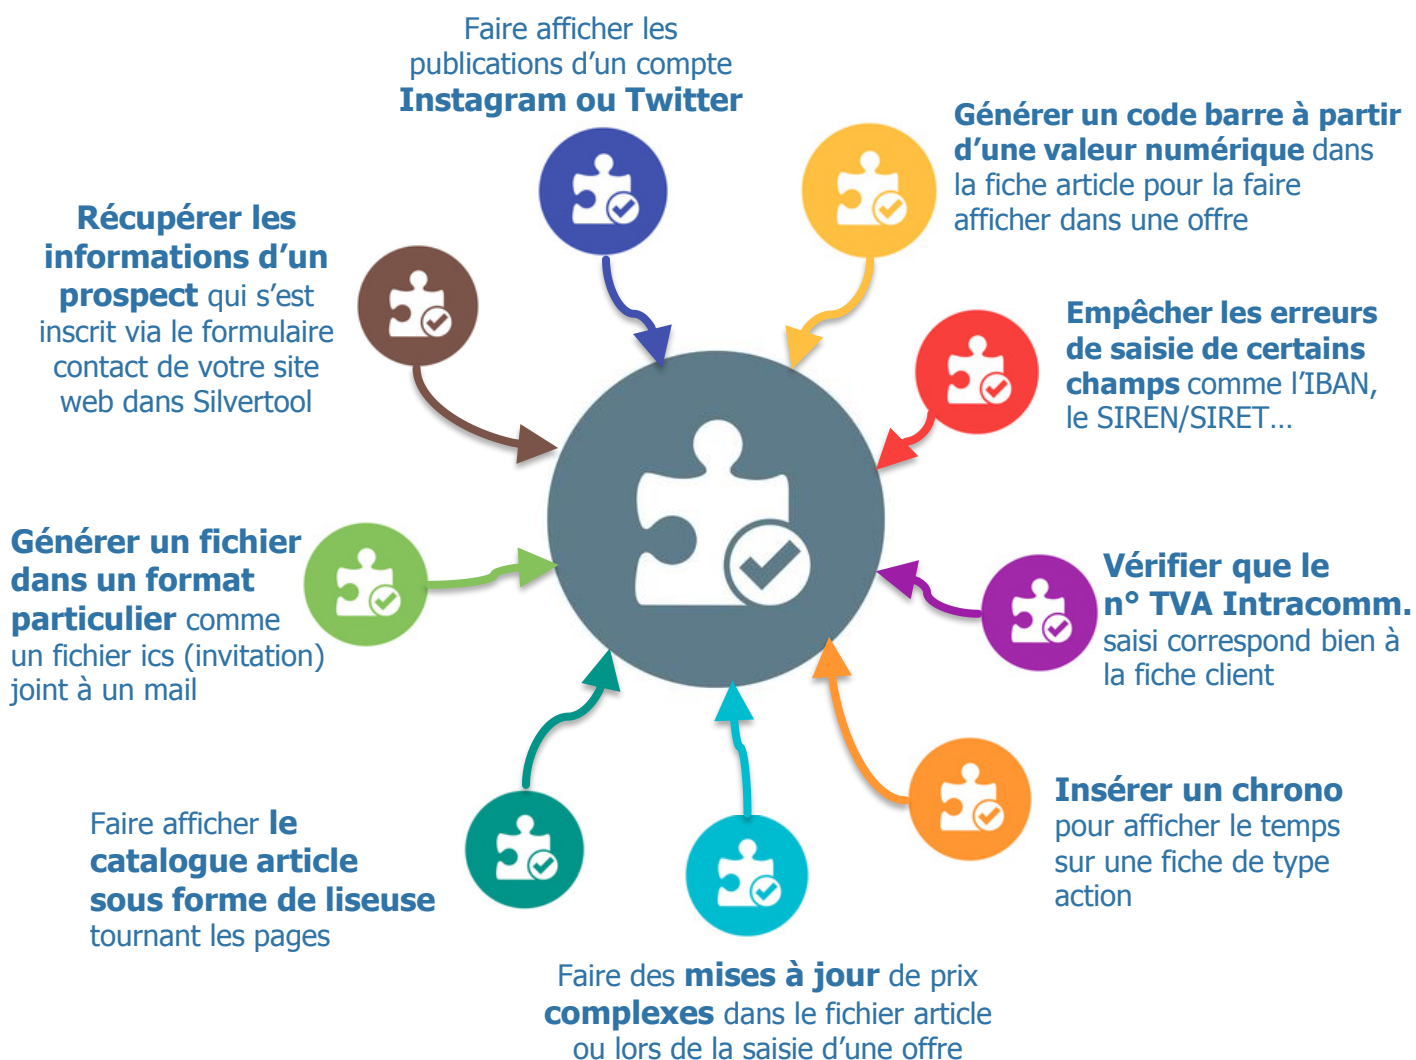 Faire afficher les
publications d’un compte
Instagram ou Twitter
Générer un code barre à partir
d’une valeur numérique dans
la fiche article pour la faire
afficher dans une offre
Récupérer les
informations d’un
prospect qui s’est
inscrit via le formulaire
contact de votre site
web dans Silvertool
Empêcher les erreurs
de saisie de certains
champs comme l’IBAN,
le SIREN/SIRET…
Générer un fichier
dans un format
particulier comme
un fichier ics (invitation)
joint à un mail
Vérifier que le
n° TVA Intracomm.
saisi correspond bien à
la fiche client
Faire afficher le
catalogue article
sous forme de liseuse
tournant les pages
Insérer un chrono
pour afficher le temps
sur une fiche de type
action
Faire des mises à jour de prix
complexes dans le fichier article
ou lors de la saisie d’une offre